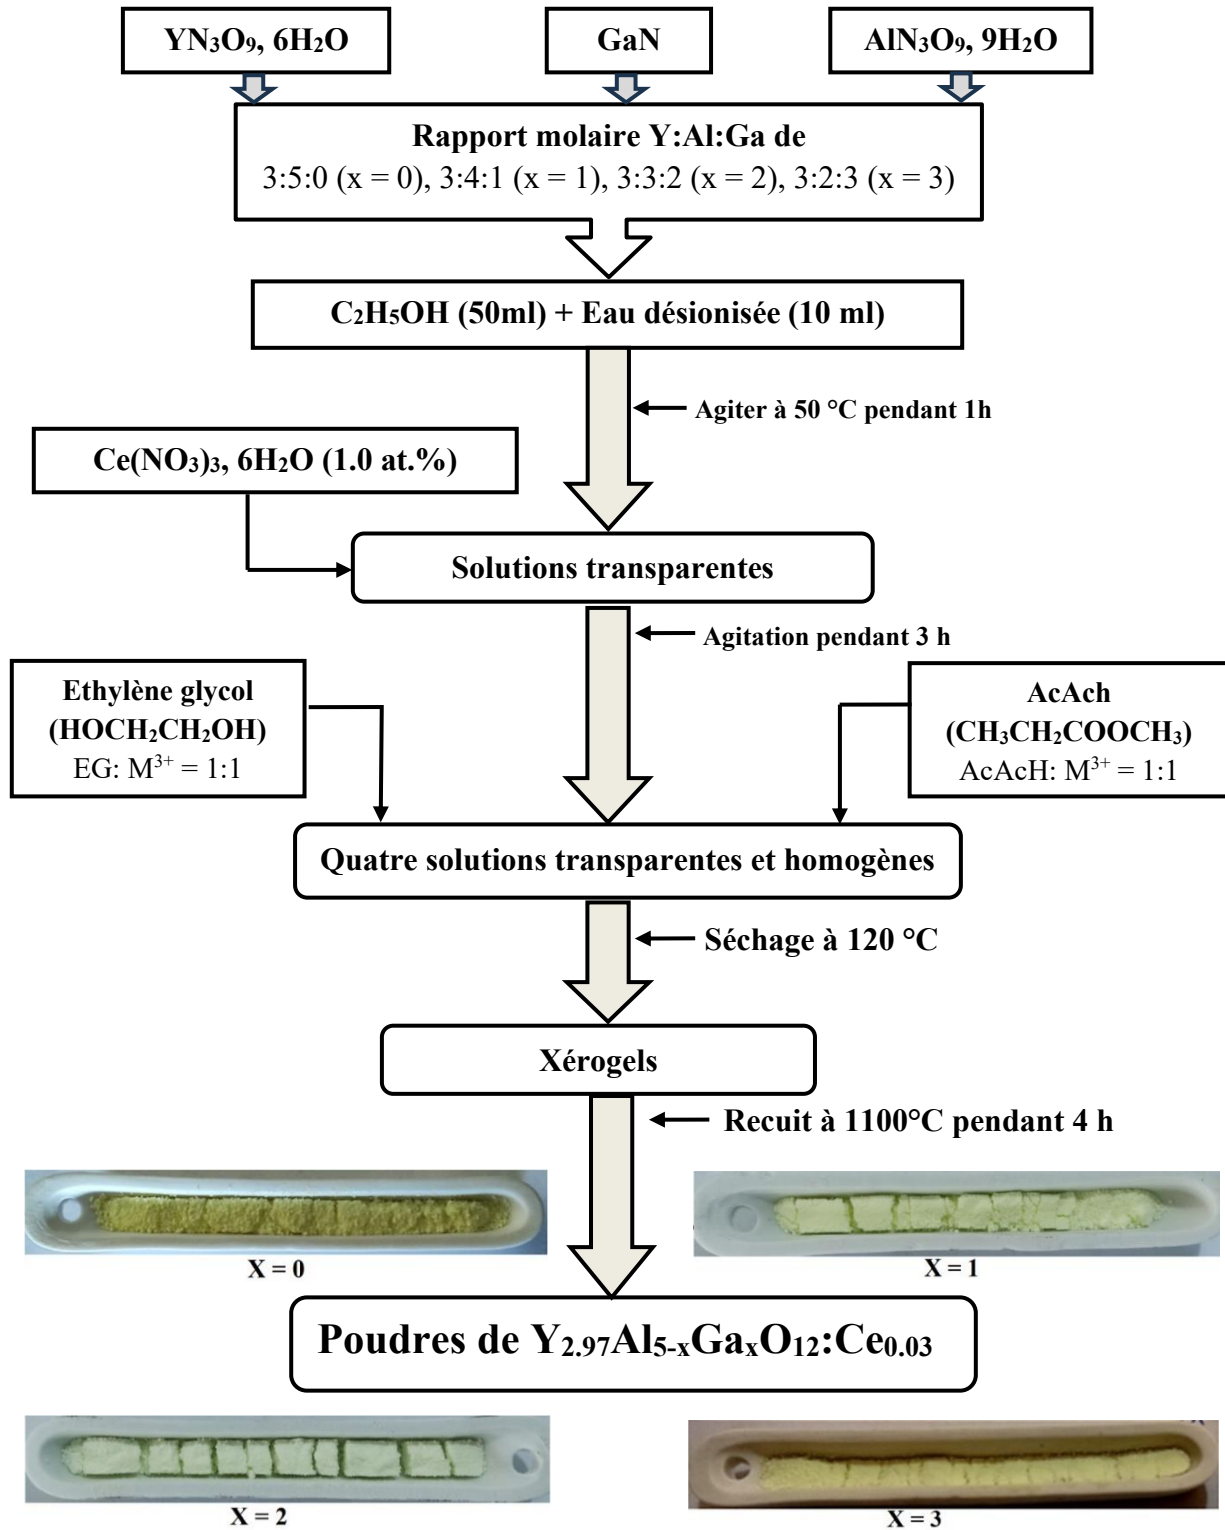 YN₃O₉, 6H₂O
GaN
AlN₃O₉, 9H₂O
Rapport molaire Y:Al:Ga de
3:5:0 (x = 0), 3:4:1 (x = 1), 3:3:2 (x = 2), 3:2:3 (x = 3)
C₂H₅OH (50ml) + Eau désionisée (10 ml)
Agiter à 50 °C pendant 1h
Ce(NO₃)₃, 6H₂O (1.0 at.%)
Solutions transparentes
Agitation pendant 3 h
Ethylène glycol
(HOCH₂CH₂OH)
EG: M³⁺ = 1:1
AcAch
(CH₃CH₂COOCH₃)
AcAcH: M³⁺ = 1:1
Quatre solutions transparentes et homogènes
Séchage à 120 °C
Xérogels
Recuit à 1100°C pendant 4 h
X = 0
X = 1
Poudres de Y₂.₉₇Al₅₋ₓGaₓO₁₂:Ce₀.₀₃
X = 2
X = 3